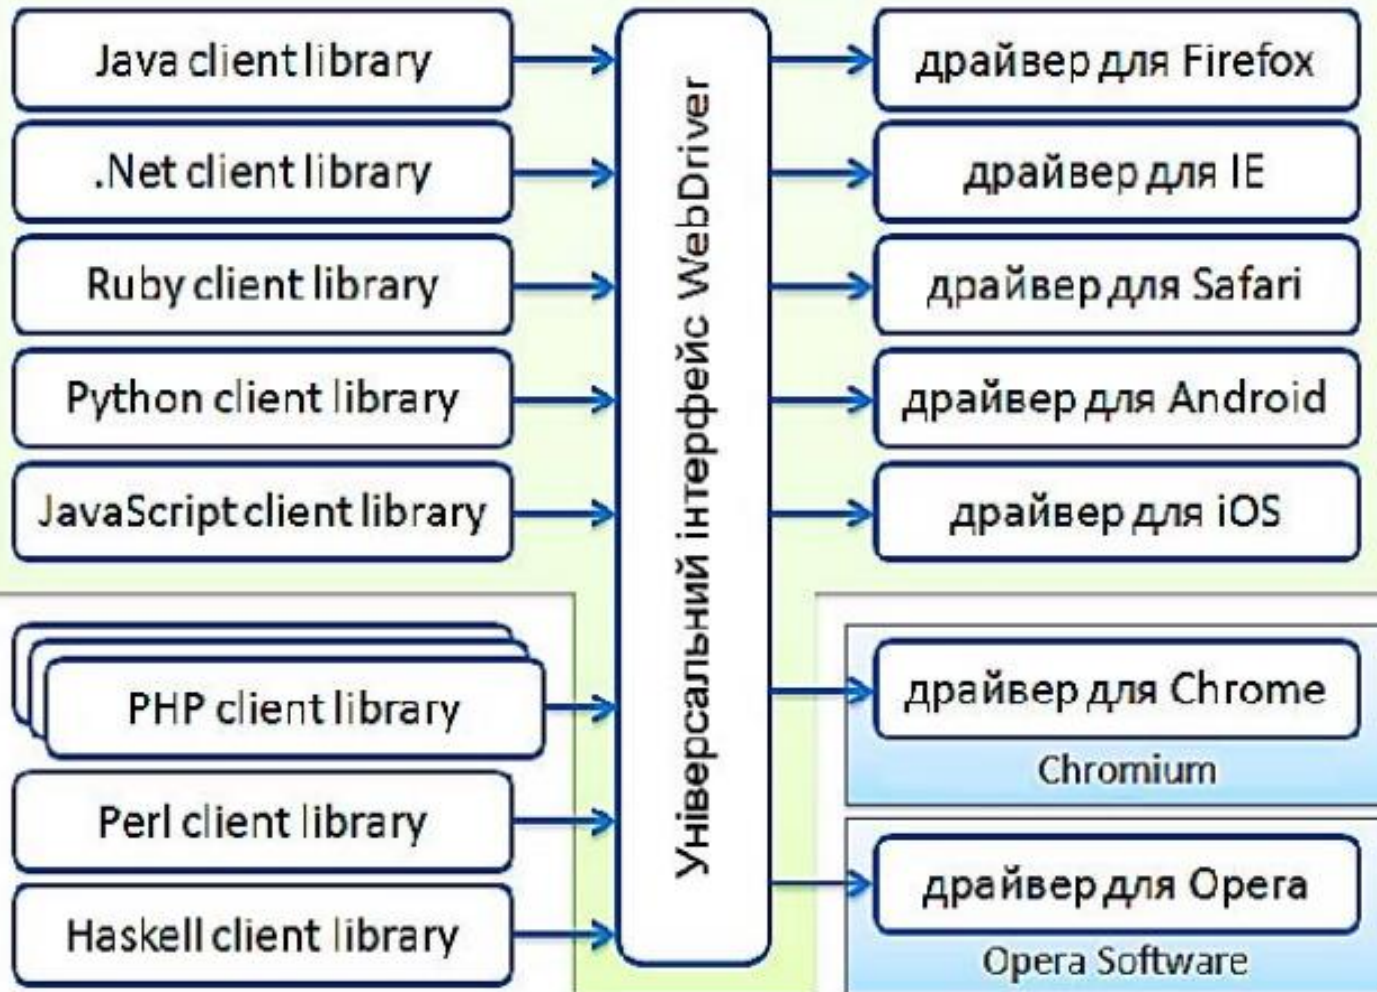 Java client library
.Net client library
Ruby client library
Python client library
JavaScript client library
PHP client library
Perl client library
Haskell client library
Універсальний інтерфейс WebDriver
драйвер для Firefox
драйвер для IE
драйвер для Safari
драйвер для Android
драйвер для iOS
драйвер для Chrome
Chromium
драйвер для Opera
Opera Software